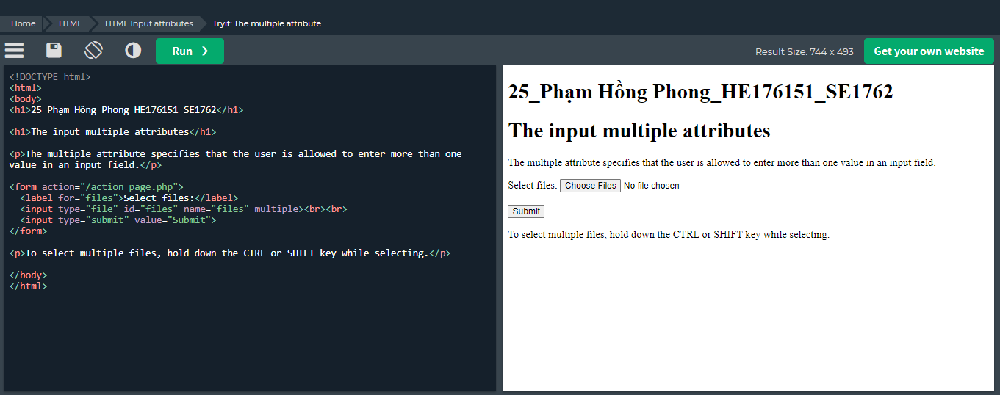 Home HTML HTML Input attributes Tryit: The multiple attribute
Run ❯ Result Size: 744 x 493 Get your own website
<!DOCTYPE html>
<html>
<body>
<h1>25_Phạm Hồng Phong_HE176151_SE1762</h1>
<h1>The input multiple attributes</h1>
<p>The multiple attribute specifies that the user is allowed to enter more than one
value in an input field.</p>
<form action="/action_page.php">
<label for="files">Select files:</label>
<input type="file" id="files" name="files" multiple><br><br>
<input type="submit" value="Submit">
</form>
<p>To select multiple files, hold down the CTRL or SHIFT key while selecting.</p>
</body>
</html>
25_Phạm Hồng Phong_HE176151_SE1762
The input multiple attributes
The multiple attribute specifies that the user is allowed to enter more than one value in an input field.
Select files: Choose Files No file chosen
Submit
To select multiple files, hold down the CTRL or SHIFT key while selecting.